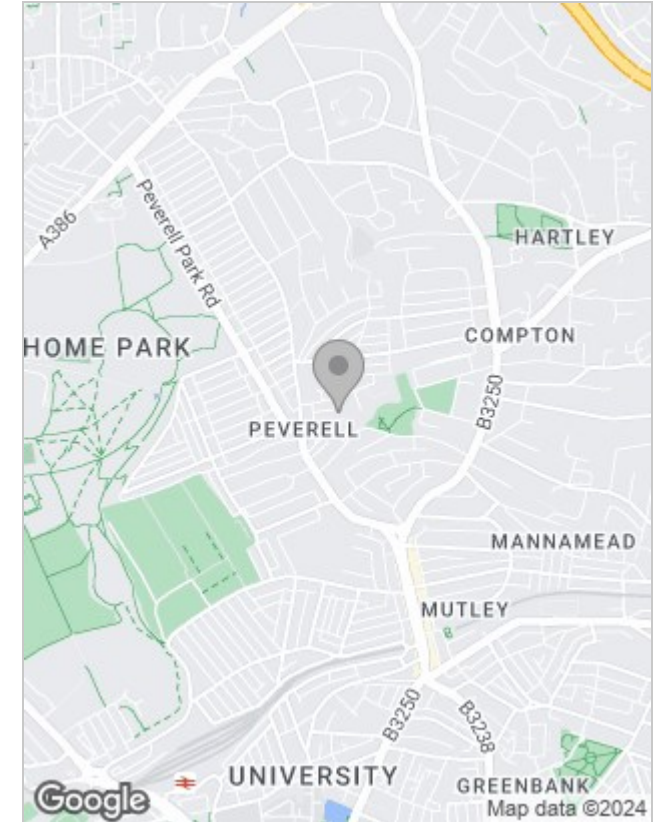 A386
Peverell Park Rd
HARTLEY
HOME PARK
COMPTON
B3250
PEVERELL
MANNAMEAD
MUTLEY
B3250
B3238
UNIVERSITY
GREENBANK
Google
Map data ©2024